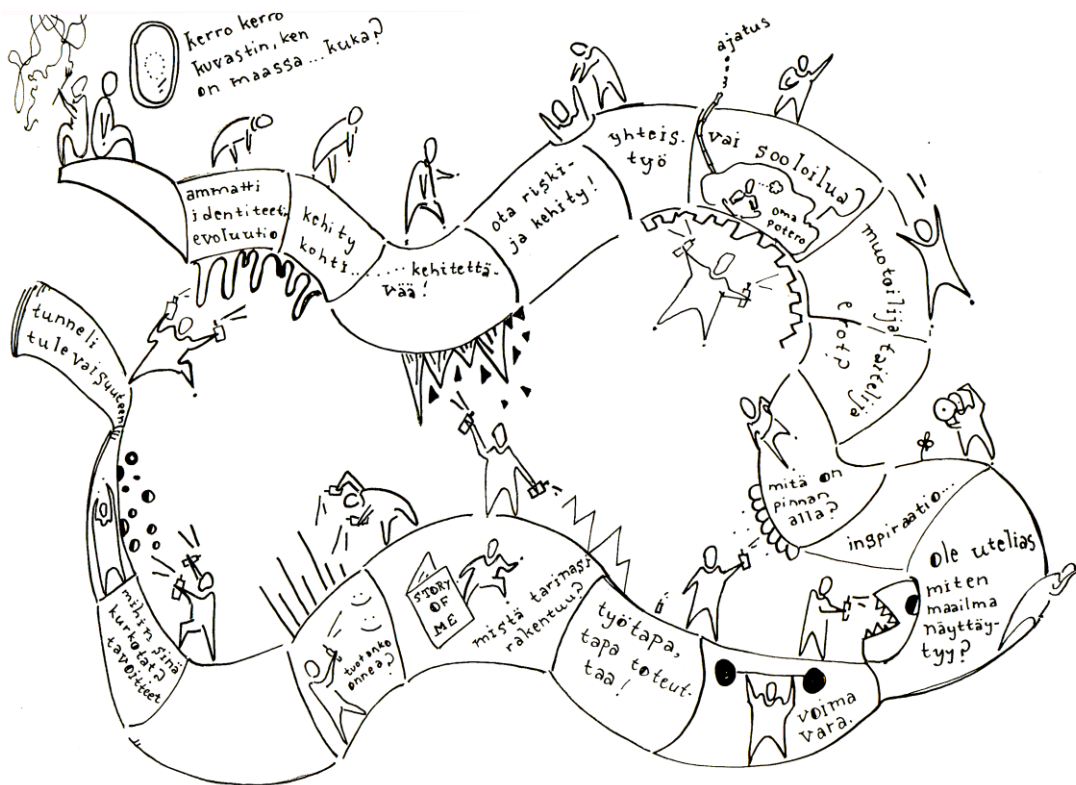 kerro kerro
kuvastin, ken
on maassa... kuka?
ammatti
identiteetti
evoluutio
kehity
kohti........kehitettä-
vää!
ota riski-
ja kehity!
yhteis-
työ
vai sooloilua?
ajatus
oma
potero
muotoilija
taiteilija
erottp
mitä on
pinnan
alla?
inspiraatio...
Ole utelias
miten
maailma
näyttäy-
tyy?
voima
vara.
työtapa,
tapa toteut-
taa!
mistä tarinasi
rakentuu?
STORY
OF
ME
tuotanko
onnea?
mihin sinä
kurkotat?
tavoitteet
tunneli
tulevaisuuteen